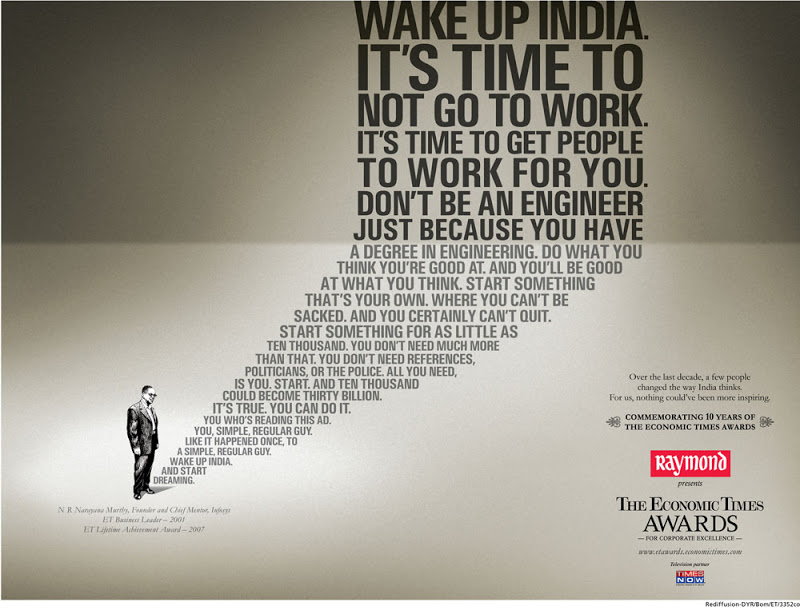 WAKE UP INDIA.
IT'S TIME TO
NOT GO TO WORK.
IT'S TIME TO GET PEOPLE
TO WORK FOR YOU.
DON'T BE AN ENGINEER
JUST BECAUSE YOU HAVE
A DEGREE IN ENGINEERING. DO WHAT YOU
THINK YOU'RE GOOD AT. AND YOU'LL BE GOOD
AT WHAT YOU THINK. START SOMETHING
THAT'S YOUR OWN. WHERE YOU CAN'T BE
SACKED. AND YOU CERTAINLY CAN'T QUIT.
START SOMETHING FOR AS LITTLE AS
TEN THOUSAND. YOU DON'T NEED MUCH MORE
THAN THAT. YOU DON'T NEED REFERENCES,
POLITICIANS, OR THE POLICE. ALL YOU NEED,
IS YOU. START. AND TEN THOUSAND
COULD BECOME THIRTY BILLION.
IT'S TRUE. YOU CAN DO IT.
YOU WHO'S READING THIS AD.
YOU, SIMPLE, REGULAR GUY.
LIKE IT HAPPENED ONCE, TO
A SIMPLE, REGULAR GUY.
WAKE UP INDIA.
AND START
DREAMING.
N R Narayana Murthy, Founder and Chief Mentor, Infosys
ET Business Leader – 2001
ET Lifetime Achievement Award – 2007
Over the last decade, a few people
changed the way India thinks.
For us, nothing could've been more inspiring.
COMMEMORATING 10 YEARS OF
THE ECONOMIC TIMES AWARDS
Raymond
presents
THE ECONOMIC TIMES
AWARDS
— FOR CORPORATE EXCELLENCE —
www.etawards.economictimes.com
Television partner
TIMES
NOW
Rediffusion-DYR/Bom/ET/3352co